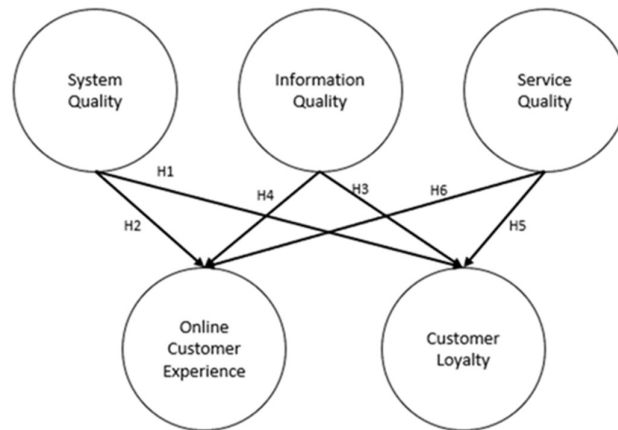 System
Quality
Information
Quality
Service
Quality
H1
H4
H3
H6
H2
H5
Online
Customer
Experience
Customer
Loyalty